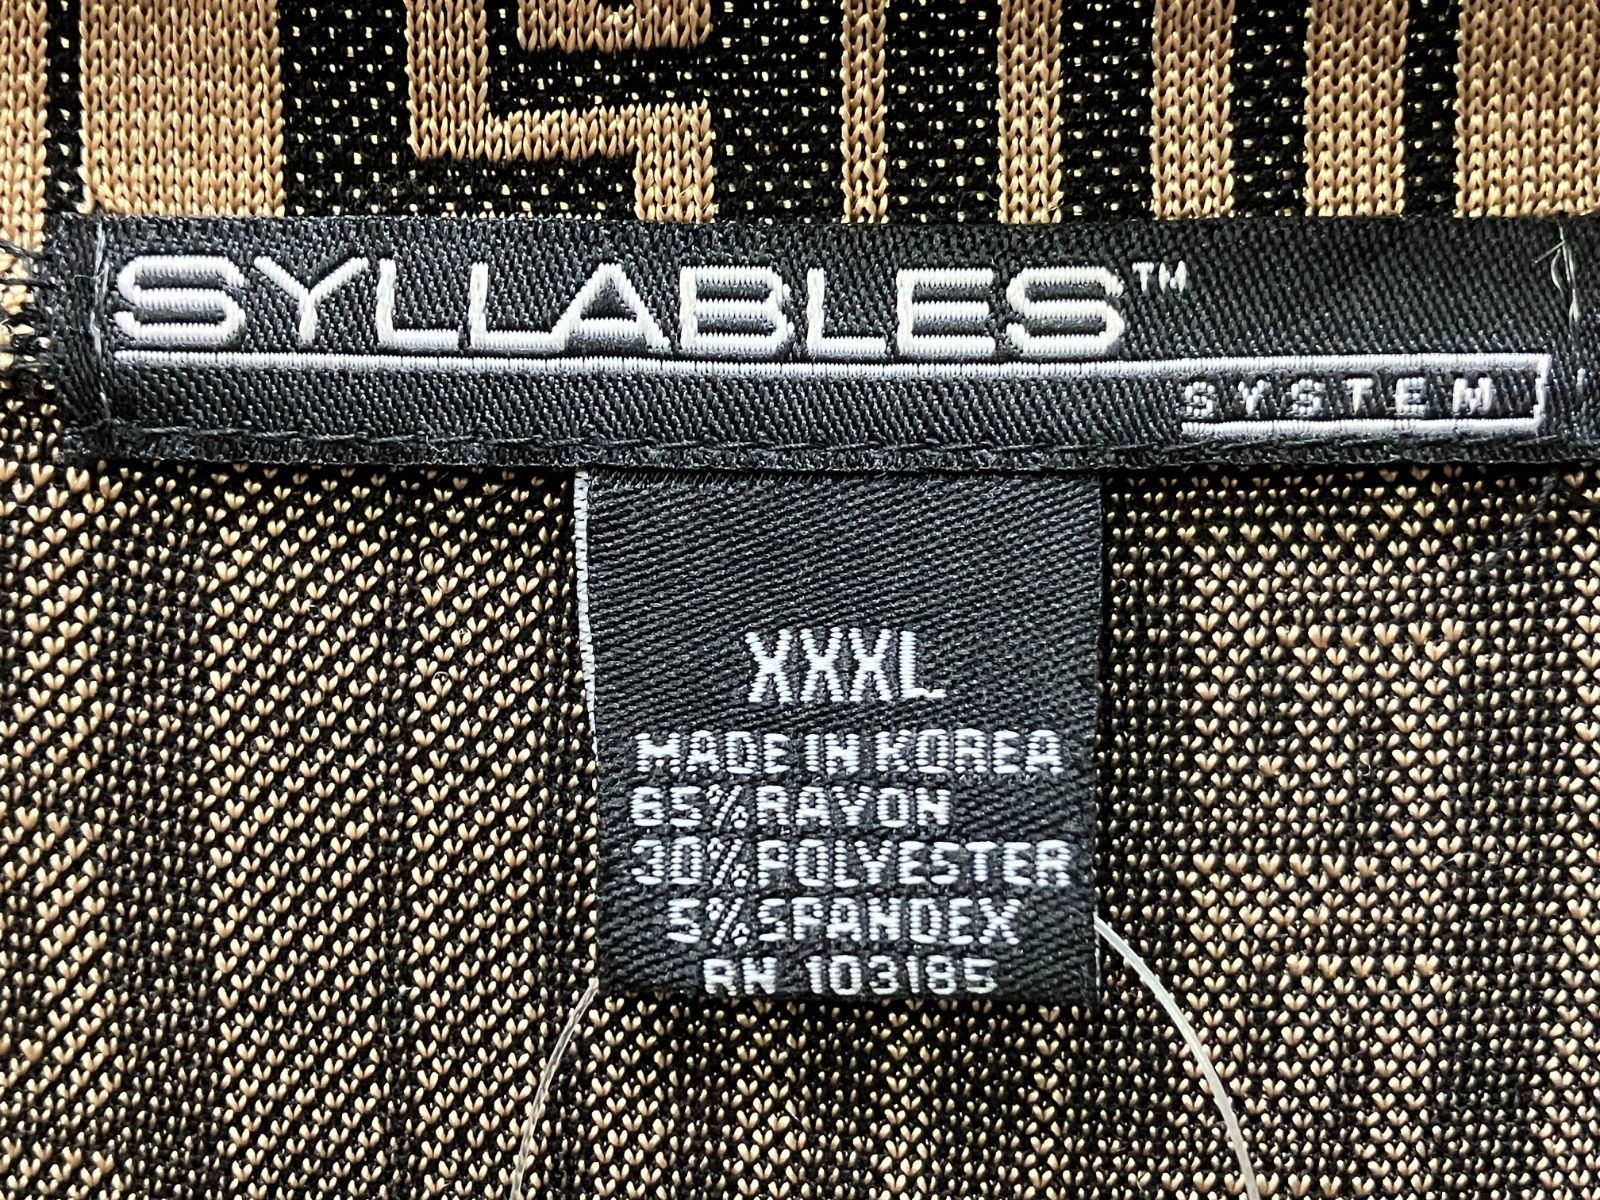 SYLLABLES™
SYSTEM
XXXL
MADE IN KOREA
65% RAYON
30% POLYESTER
5% SPANDEX
RN 103185